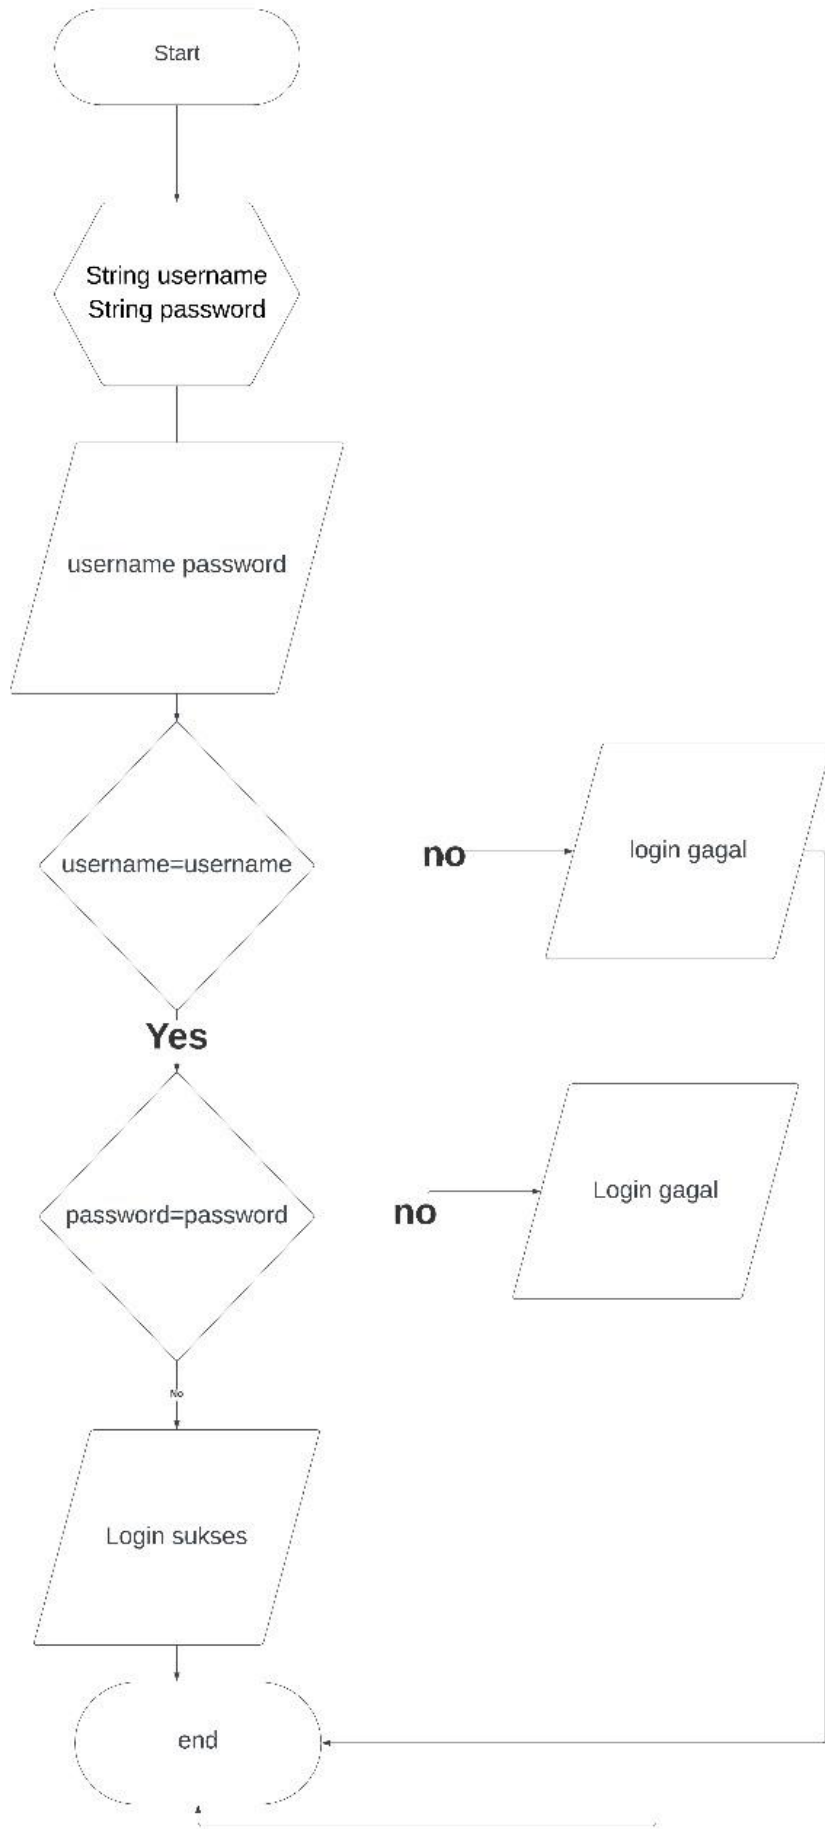 Start
String username
String password
username password
username=username
no
login gagal
Yes
password=password
no
Login gagal
No
Login sukses
end